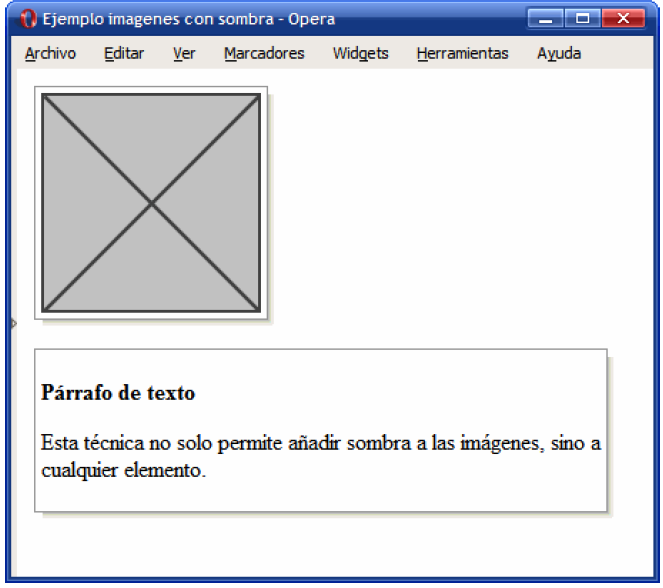 Ejemplo imagenes con sombra - Opera
Archivo Editar Ver Marcadores Widgets Herramientas Ayuda
Párrafo de texto
Esta técnica no solo permite añadir sombra a las imágenes, sino a
cualquier elemento.